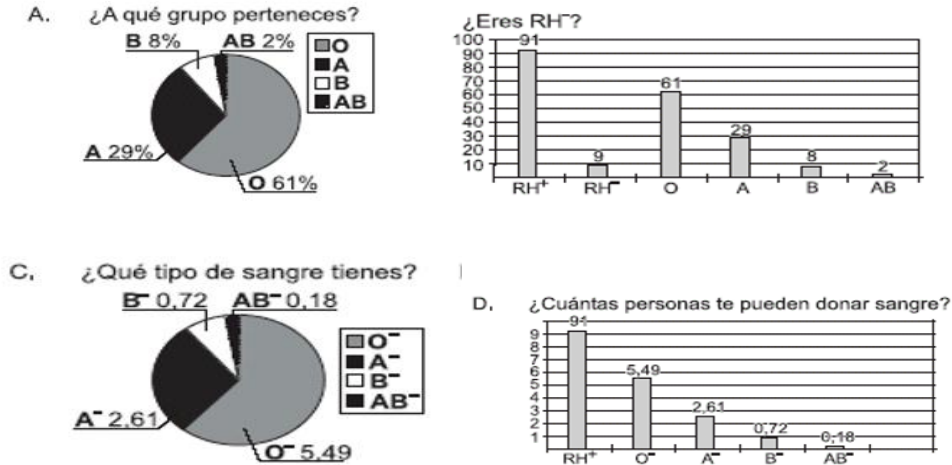 A. ¿A qué grupo perteneces?
B 8% AB 2%
O
A
B
AB
A 29%
O 61%
¿Eres RH⁻?
100
90
80
70
60
50
40
30
20
10
91
9
61
29
8
2
RH⁺ RH⁻ O A B AB
C. ¿Qué tipo de sangre tienes?
B⁻ 0,72 AB⁻ 0,18
O⁻
A⁻
B⁻
AB⁻
A⁻ 2,61
O⁻ 5,49
D. ¿Cuántas personas te pueden donar sangre?
9
8
7
6
5
4
3
2
1
91
5,49
2,61
0,72
0,18
RH⁺ O⁻ A⁻ B⁻ AB⁻